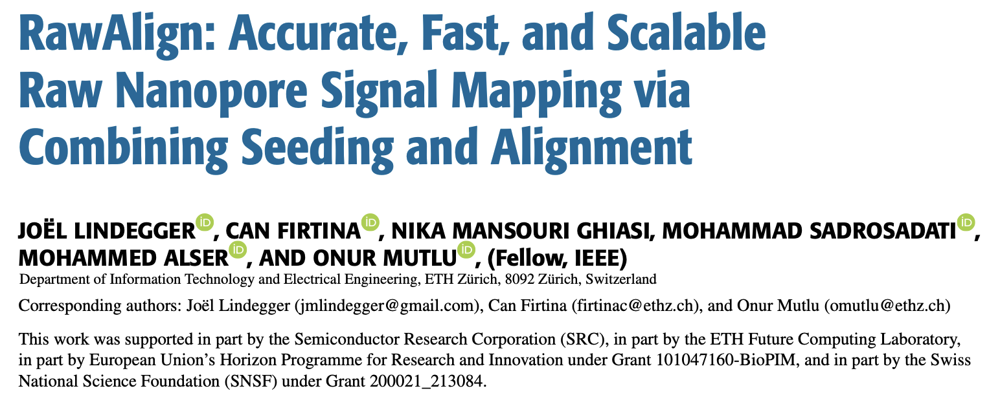 RawAlign: Accurate, Fast, and Scalable
Raw Nanopore Signal Mapping via
Combining Seeding and Alignment
JOËL LINDEGGER iD, CAN FIRTINA iD, NIKA MANSOURI GHIASI, MOHAMMAD SADROSADATI iD,
MOHAMMED ALSER iD, AND ONUR MUTLU iD, (Fellow, IEEE)
Department of Information Technology and Electrical Engineering, ETH Zürich, 8092 Zürich, Switzerland
Corresponding authors: Joël Lindegger (jmlindegger@gmail.com), Can Firtina (firtinac@ethz.ch), and Onur Mutlu (omutlu@ethz.ch)
This work was supported in part by the Semiconductor Research Corporation (SRC), in part by the ETH Future Computing Laboratory,
in part by European Union’s Horizon Programme for Research and Innovation under Grant 101047160-BioPIM, and in part by the Swiss
National Science Foundation (SNSF) under Grant 200021_213084.